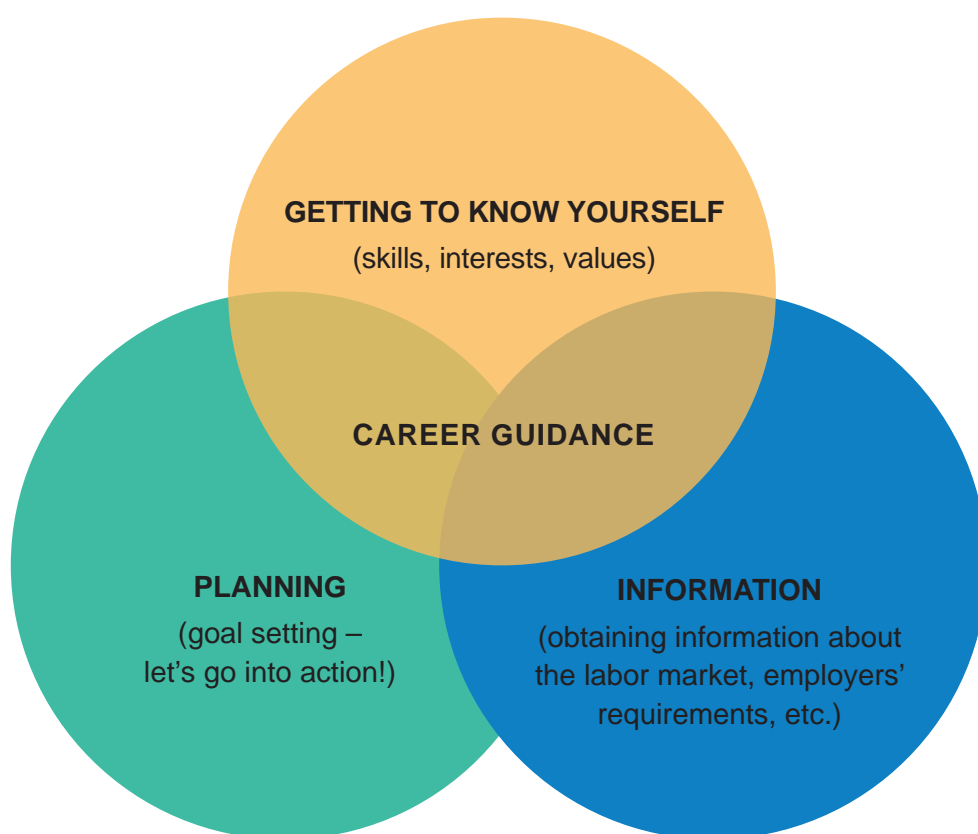 GETTING TO KNOW YOURSELF
(skills, interests, values)
CAREER GUIDANCE
PLANNING
(goal setting –
let's go into action!)
INFORMATION
(obtaining information about
the labor market, employers’
requirements, etc.)